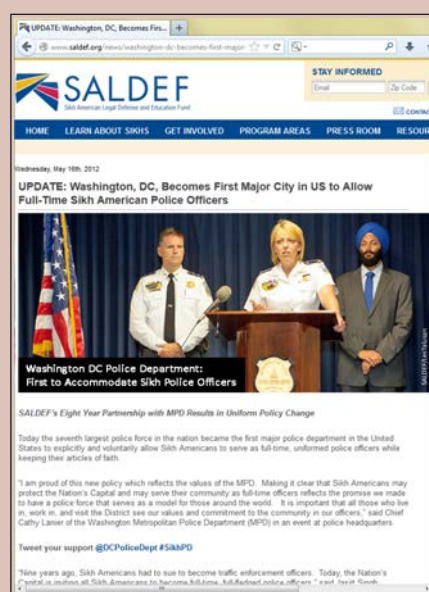 UPDATE: Washington, DC, Becomes Firs...
www.saldef.org/news/washington-dc-becomes-first-major-
SALDEF
Sikh American Legal Defense and Education Fund
STAY INFORMED
Email
Zip Code
CONTAC
HOME LEARN ABOUT SIKHS GET INVOLVED PROGRAM AREAS PRESS ROOM RESOUR
Wednesday, May 16th, 2012
UPDATE: Washington, DC, Becomes First Major City in US to Allow
Full-Time Sikh American Police Officers
Washington DC Police Department:
First to Accommodate Sikh Police Officers
SALDEF's Eight Year Partnership with MPD Results in Uniform Policy Change
Today the seventh largest police force in the nation became the first major police department in the United
States to explicitly and voluntarily allow Sikh Americans to serve as full-time, uniformed police officers while
keeping their articles of faith.
"I am proud of this new policy which reflects the values of the MPD. Making it clear that Sikh Americans may
protect the Nation's Capital and may serve their community as full-time officers reflects the promise we made
to have a police force that serves as a model for those around the world. It is important that all those who live
in, work in, and visit the District see our values and commitment to the community in our officers," said Chief
Cathy Lanier of the Washington Metropolitan Police Department (MPD) in an event at police headquarters.
Tweet your support @DCPoliceDept #SikhPD
"Nine years ago, Sikh Americans had to sue to become traffic enforcement officers. Today, the Nation's
Capital is inviting all Sikh Americans to become full-time, full-fledged police officers," said Jasjit Singh,